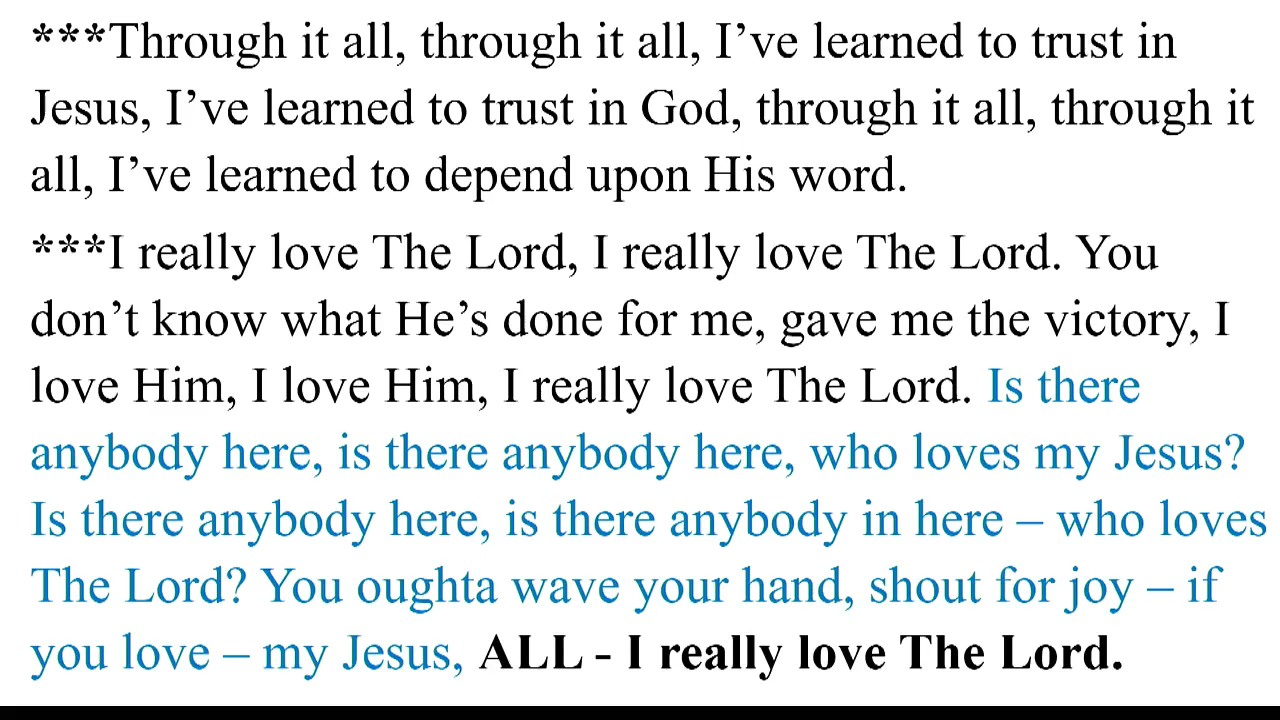 ***Through it all, through it all, I’ve learned to trust in
Jesus, I’ve learned to trust in God, through it all, through it
all, I’ve learned to depend upon His word.
***I really love The Lord, I really love The Lord. You
don’t know what He’s done for me, gave me the victory, I
love Him, I love Him, I really love The Lord. Is there
anybody here, is there anybody here, who loves my Jesus?
Is there anybody here, is there anybody in here – who loves
The Lord? You oughta wave your hand, shout for joy – if
you love – my Jesus, ALL - I really love The Lord.